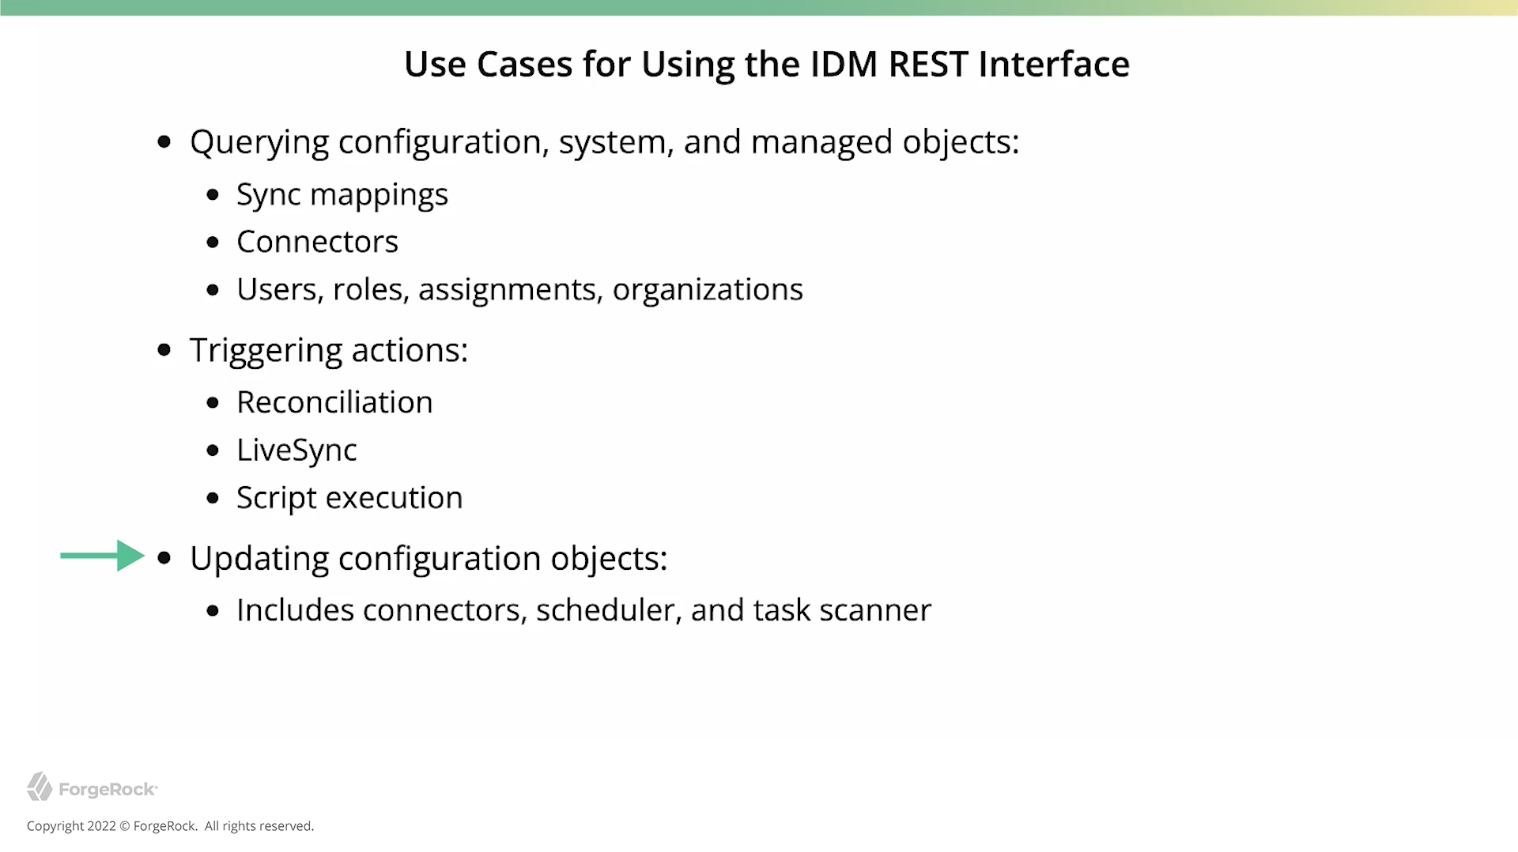 Use Cases for Using the IDM REST Interface
• Querying configuration, system, and managed objects:
• Sync mappings
• Connectors
• Users, roles, assignments, organizations
• Triggering actions:
• Reconciliation
• LiveSync
• Script execution
• Updating configuration objects:
• Includes connectors, scheduler, and task scanner
ForgeRock
Copyright 2022 © ForgeRock. All rights reserved.